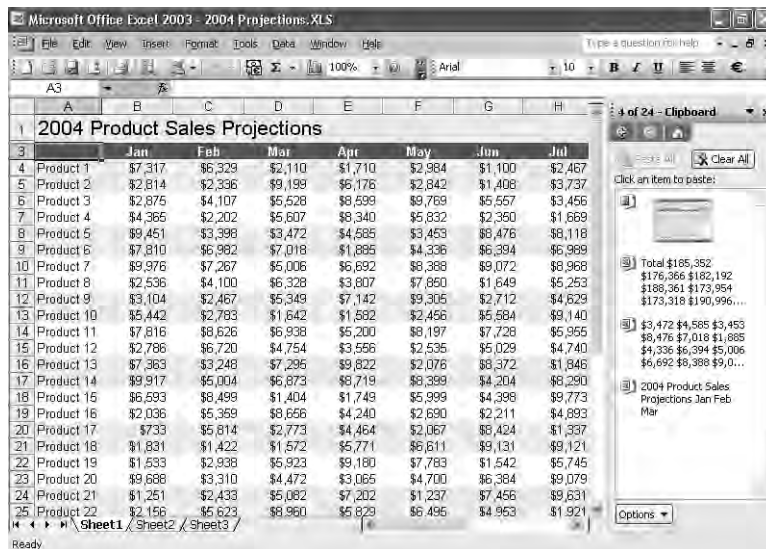 Microsoft Office Excel 2003 - 2004 Projections.XLS
File Edit View Insert Format Tools Data Window Help Type a question for help
100% Arial 10 B I U €
A3 fx
A B C D E F G H
1 2004 Product Sales Projections
3 Jan Feb Mar Apr May Jun Jul
4 Product 1 $7,317 $6,329 $2,110 $1,710 $2,984 $1,100 $2,467
5 Product 2 $2,814 $2,336 $9,199 $6,176 $2,842 $1,408 $3,737
6 Product 3 $2,875 $4,107 $5,528 $8,599 $9,769 $5,557 $3,456
7 Product 4 $4,365 $2,202 $5,607 $8,340 $5,832 $2,350 $1,669
8 Product 5 $9,451 $3,398 $3,472 $4,585 $3,453 $8,476 $8,118
9 Product 6 $7,810 $6,982 $7,018 $1,885 $4,336 $6,394 $6,989
10 Product 7 $9,976 $7,267 $5,006 $6,692 $8,388 $9,072 $8,968
11 Product 8 $2,536 $4,100 $6,328 $3,807 $7,850 $1,649 $5,253
12 Product 9 $3,104 $2,467 $5,349 $7,142 $9,305 $2,712 $4,629
13 Product 10 $5,442 $2,783 $1,642 $1,582 $2,456 $5,584 $9,140
14 Product 11 $7,816 $8,626 $6,938 $5,200 $8,197 $7,728 $5,955
15 Product 12 $2,786 $6,720 $4,754 $3,556 $2,535 $5,029 $4,740
16 Product 13 $7,363 $3,248 $7,295 $9,822 $2,076 $8,372 $1,846
17 Product 14 $9,917 $5,004 $6,873 $8,719 $8,399 $4,204 $8,290
18 Product 15 $6,593 $8,499 $1,404 $1,749 $5,999 $4,398 $9,773
19 Product 16 $2,036 $5,359 $8,656 $4,240 $2,690 $2,211 $4,893
20 Product 17 $733 $5,814 $2,773 $4,464 $2,067 $8,424 $1,337
21 Product 18 $1,831 $1,422 $1,572 $5,771 $6,611 $9,131 $9,121
22 Product 19 $1,533 $2,938 $5,923 $9,180 $7,783 $1,542 $5,745
23 Product 20 $9,688 $3,310 $4,472 $3,065 $4,700 $6,384 $9,079
24 Product 21 $1,251 $2,433 $5,082 $7,202 $1,237 $7,456 $9,631
25 Product 22 $2,156 $5,623 $8,960 $5,829 $6,495 $4,953 $1,921
Sheet1 / Sheet2 / Sheet3 /
Ready
4 of 24 - Clipboard
Paste All Clear All
Click an item to paste:
Total $185,352
$176,366 $182,192
$188,361 $173,954
$173,318 $190,996...
$3,472 $4,585 $3,453
$8,476 $7,018 $1,885
$4,336 $6,394 $5,006
$6,692 $8,388 $9,0...
2004 Product Sales
Projections Jan Feb
Mar
Options